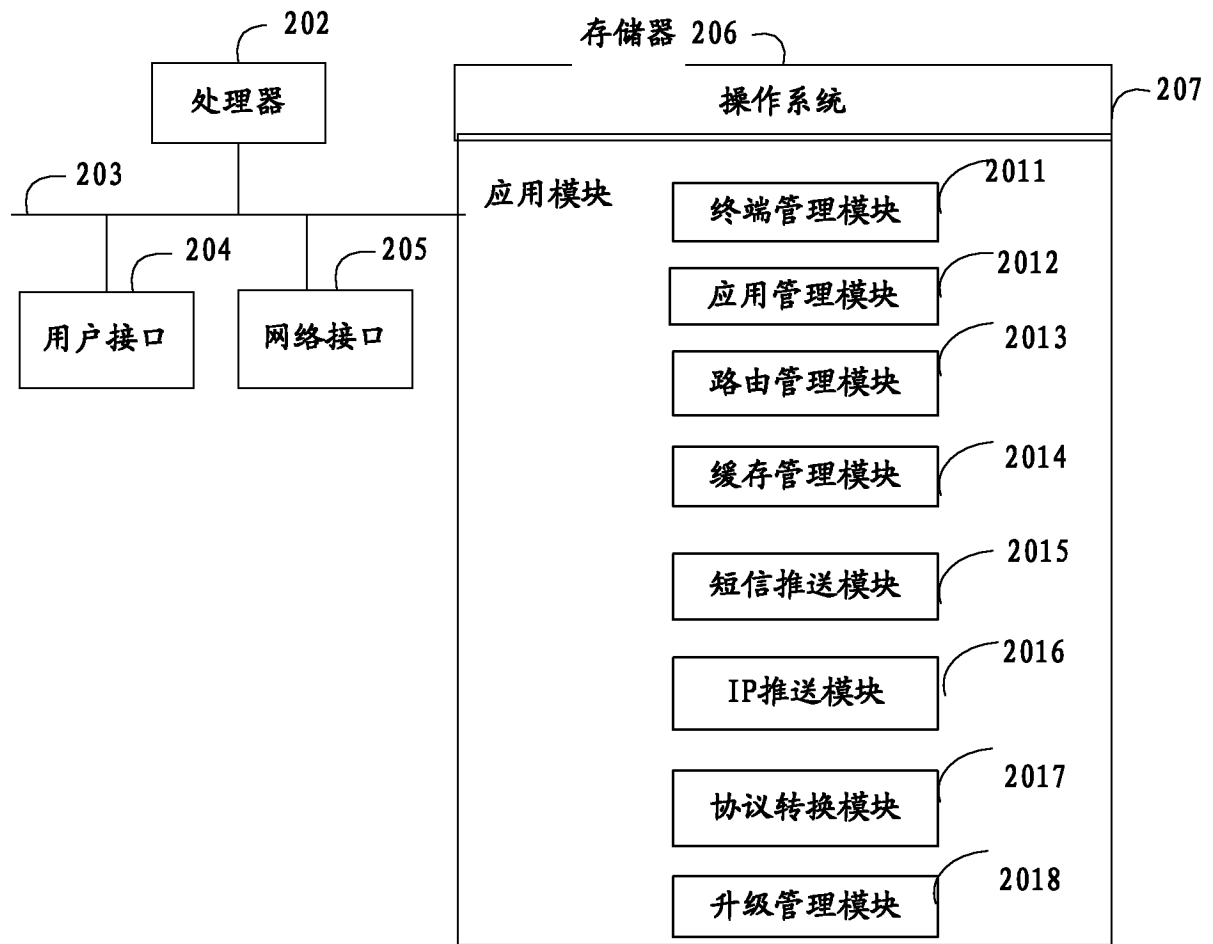 202
存储器 206
处理器
操作系统
207
203
应用模块
2011
终端管理模块
204
205
2012
应用管理模块
用户接口
网络接口
2013
路由管理模块
2014
缓存管理模块
2015
短信推送模块
2016
IP推送模块
2017
协议转换模块
2018
升级管理模块